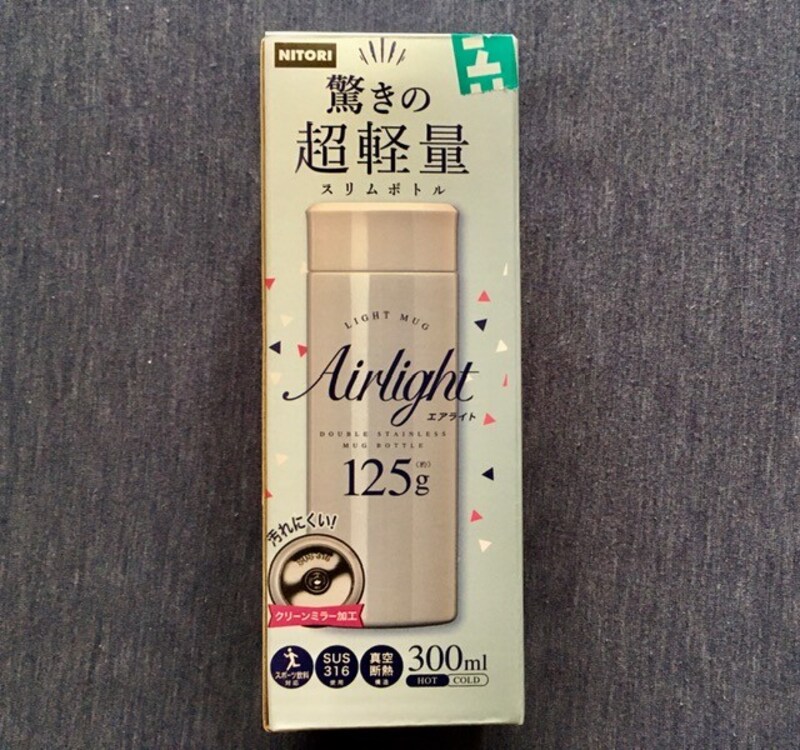 NITORI
驚きの
超軽量
スリムボトル
LIGHT MUG
Airlight
エアライト
DOUBLE STAINLESS
MUG BOTTLE
125g(約)
汚れにくい!
SUS-316
クリーンミラー加工
スポーツ飲料
対応
SUS
316
使用
真空
断熱
構造
300ml
HOT COLD